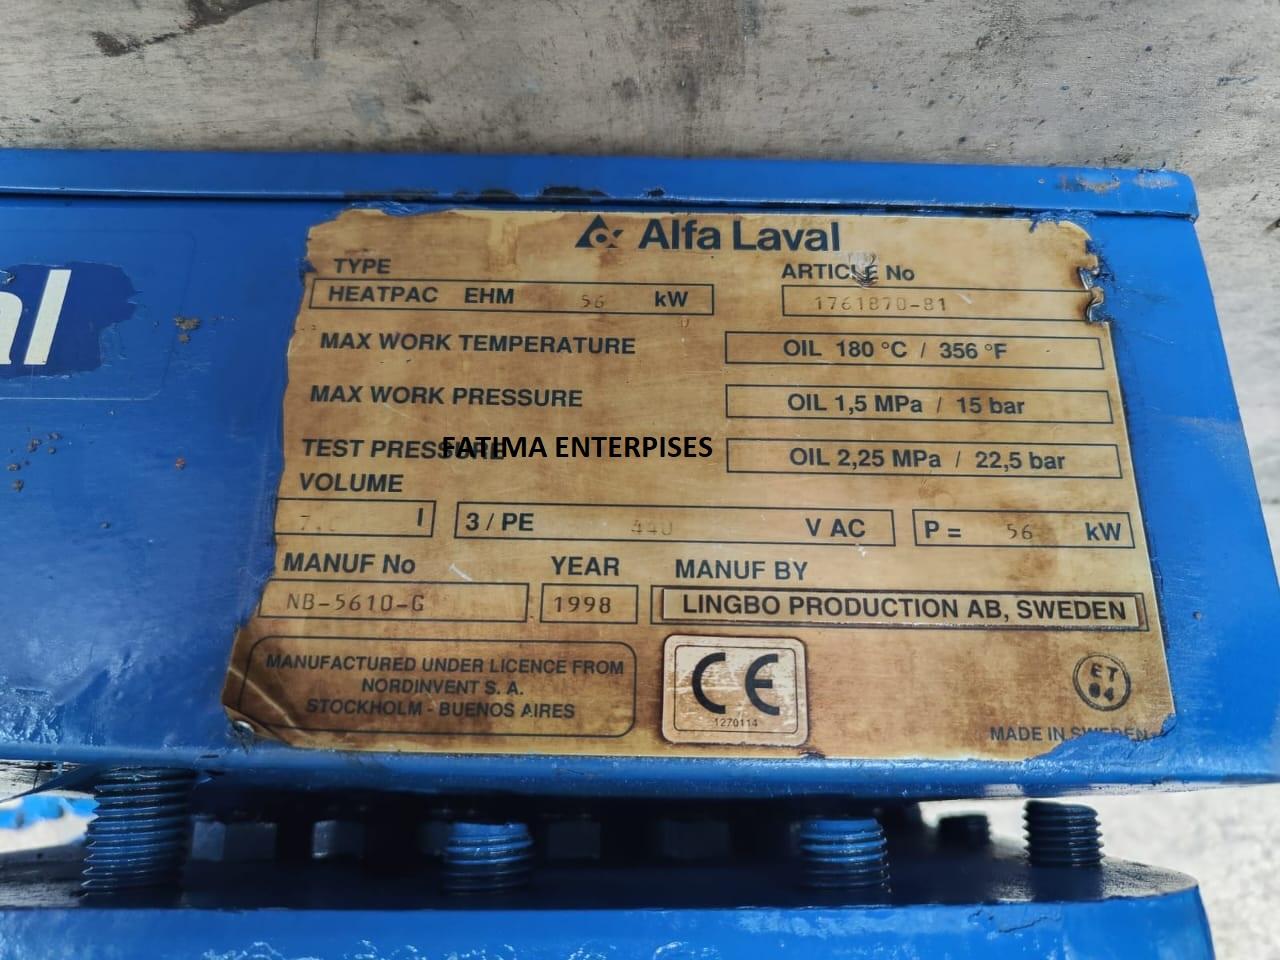 al
Alfa Laval
TYPE
ARTICLE No
HEATPAC EHM 56 kW
1761870-81
MAX WORK TEMPERATURE
OIL 180 °C / 356 °F
MAX WORK PRESSURE
OIL 1,5 MPa / 15 bar
TEST PRESSURE
FATIMA ENTERPISES
OIL 2,25 MPa / 22,5 bar
VOLUME
l
3 / PE 440 V AC
P = 56 kW
MANUF No
YEAR
MANUF BY
NB-5610-G
1998
LINGBO PRODUCTION AB, SWEDEN
MANUFACTURED UNDER LICENCE FROM
NORDINVENT S. A.
STOCKHOLM - BUENOS AIRES
CE
1270114
ET
04
MADE IN SWEDEN